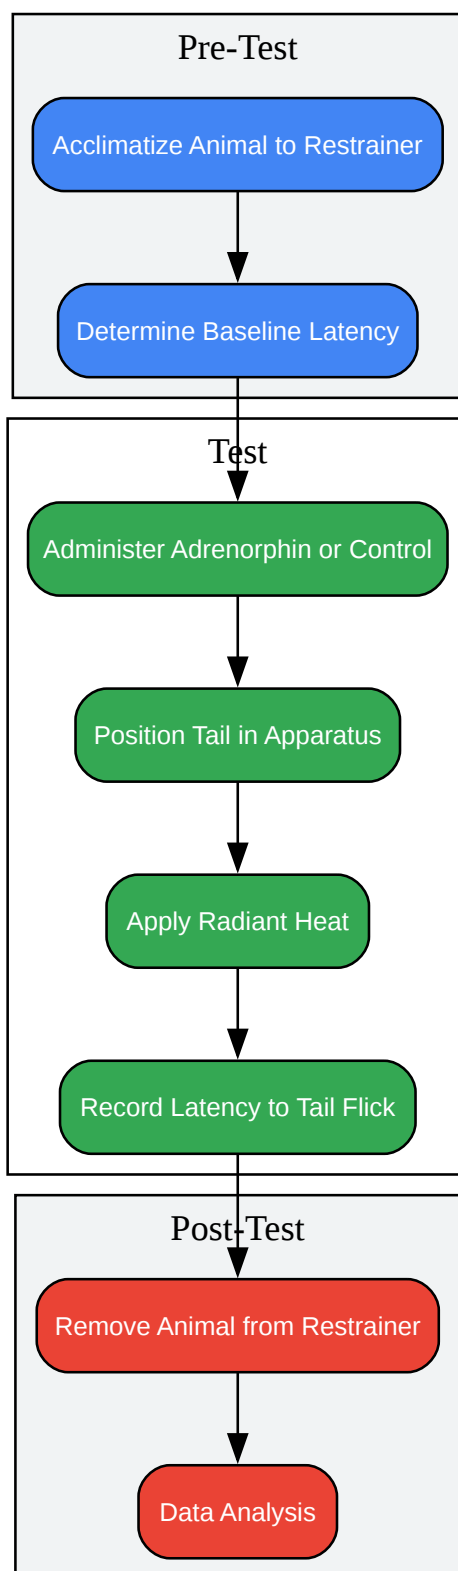 Pre-Test
Acclimatize Animal to Restrainer
Determine Baseline Latency
Test
Administer Adrenorphin or Control
Position Tail in Apparatus
Apply Radiant Heat
Record Latency to Tail Flick
Post-Test
Remove Animal from Restrainer
Data Analysis